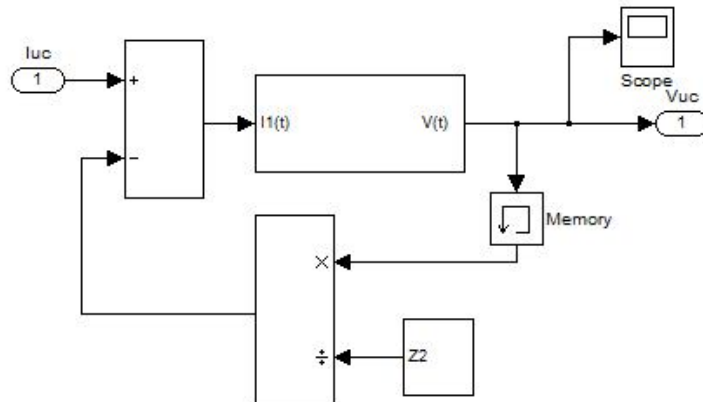 Iuc
1
+
−
I1(t)
V(t)
Scope
Vuc
1
Memory
×
÷
Z2